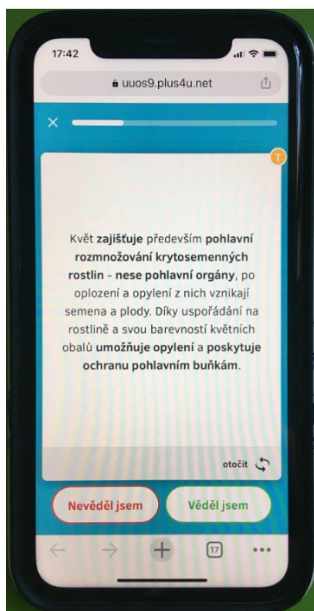 17:42
uuos9.plus4u.net
Květ zajišťuje především pohlavní
rozmnožování krytosemenných
rostlin - nese pohlavní orgány, po
oplození a opylení z nich vznikají
semena a plody. Díky uspořádání na
rostlině a svou barevností květních
obalů umožňuje opylení a poskytuje
ochranu pohlavním buňkám.
otočit
Nevěděl jsem
Věděl jsem
17